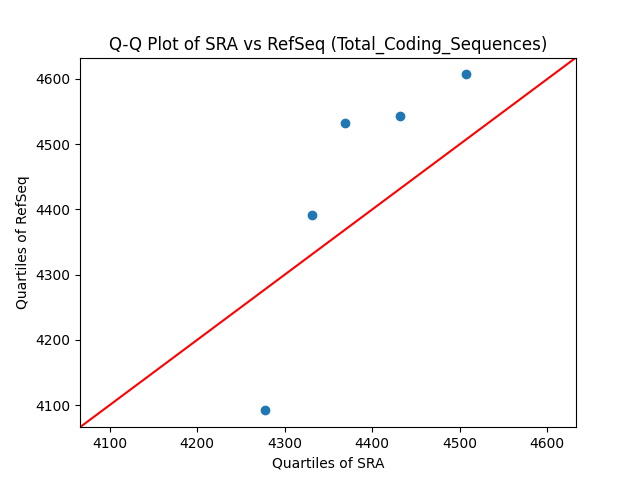 Q-Q Plot of SRA vs RefSeq (Total_Coding_Sequences)
4600
4500
4400
4300
4200
4100
Quartiles of RefSeq
4100 4200 4300 4400 4500 4600
Quartiles of SRA